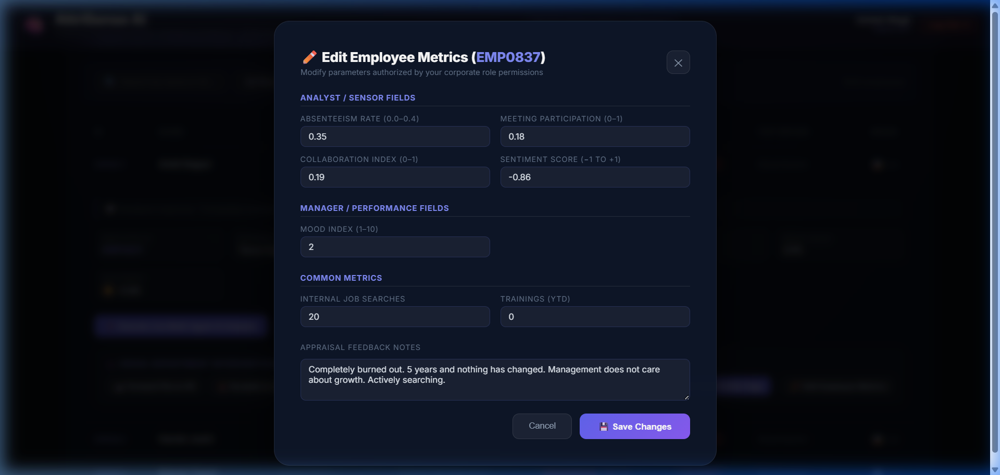 Edit Employee Metrics (EMP0837)
Modify parameters authorized by your corporate role permissions
ANALYST / SENSOR FIELDS
ABSENTEEISM RATE (0.0–0.4)
0.35
MEETING PARTICIPATION (0–1)
0.18
COLLABORATION INDEX (0–1)
0.19
SENTIMENT SCORE (−1 TO +1)
-0.86
MANAGER / PERFORMANCE FIELDS
MOOD INDEX (1–10)
2
COMMON METRICS
INTERNAL JOB SEARCHES
20
TRAININGS (YTD)
0
APPRAISAL FEEDBACK NOTES
Completely burned out. 5 years and nothing has changed. Management does not care
about growth. Actively searching.
Cancel
Save Changes